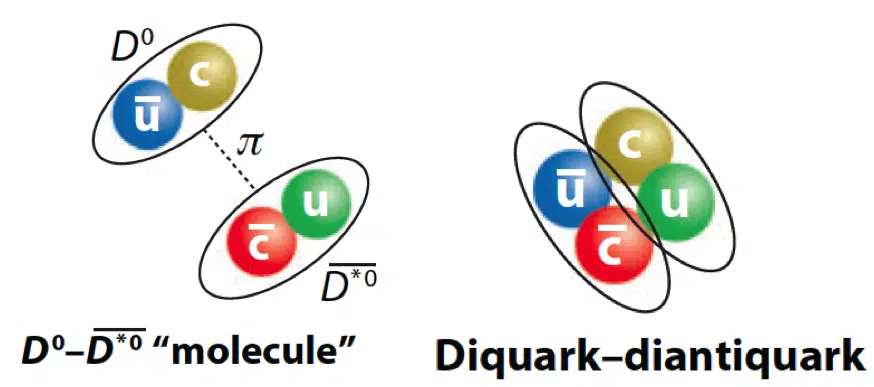 D⁰
c
u̅
π
u
c̅
D̅*⁰
D⁰–D̅*⁰ “molecule”
c
u̅
u
c̅
Diquark–diantiquark